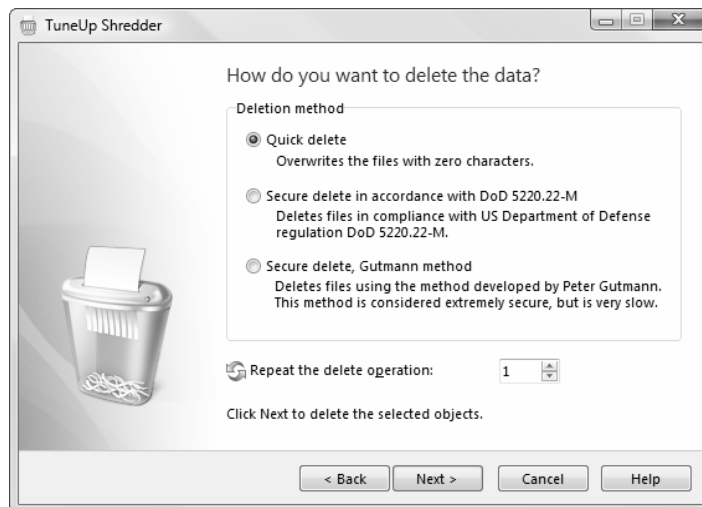 TuneUp Shredder
How do you want to delete the data?
Deletion method
Quick delete
Overwrites the files with zero characters.
Secure delete in accordance with DoD 5220.22-M
Deletes files in compliance with US Department of Defense
regulation DoD 5220.22-M.
Secure delete, Gutmann method
Deletes files using the method developed by Peter Gutmann.
This method is considered extremely secure, but is very slow.
Repeat the delete operation: 1
Click Next to delete the selected objects.
< Back Next > Cancel Help